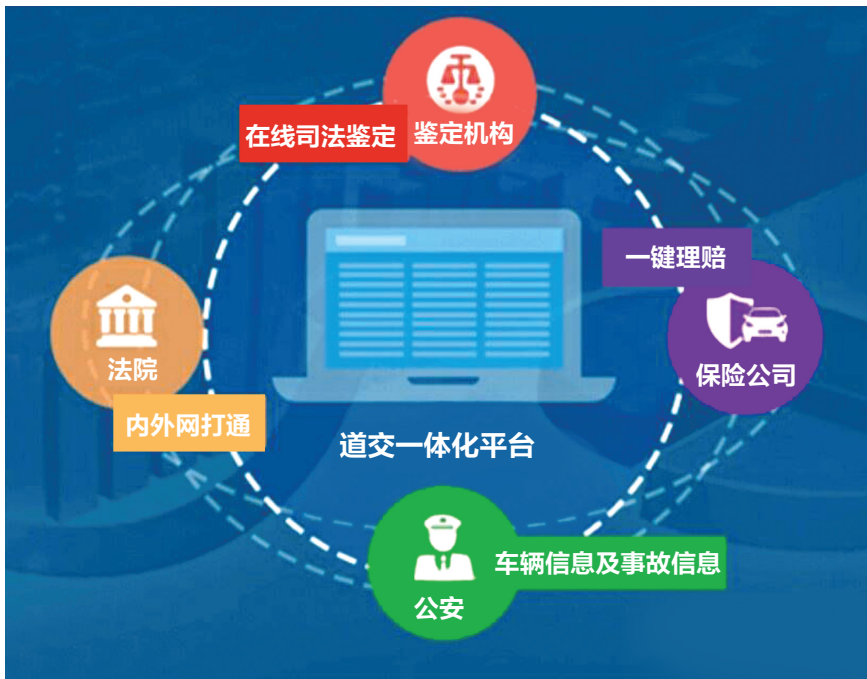 鉴定机构
在线司法鉴定
一键理赔
保险公司
法院
内外网打通
道交一体化平台
车辆信息及事故信息
公安